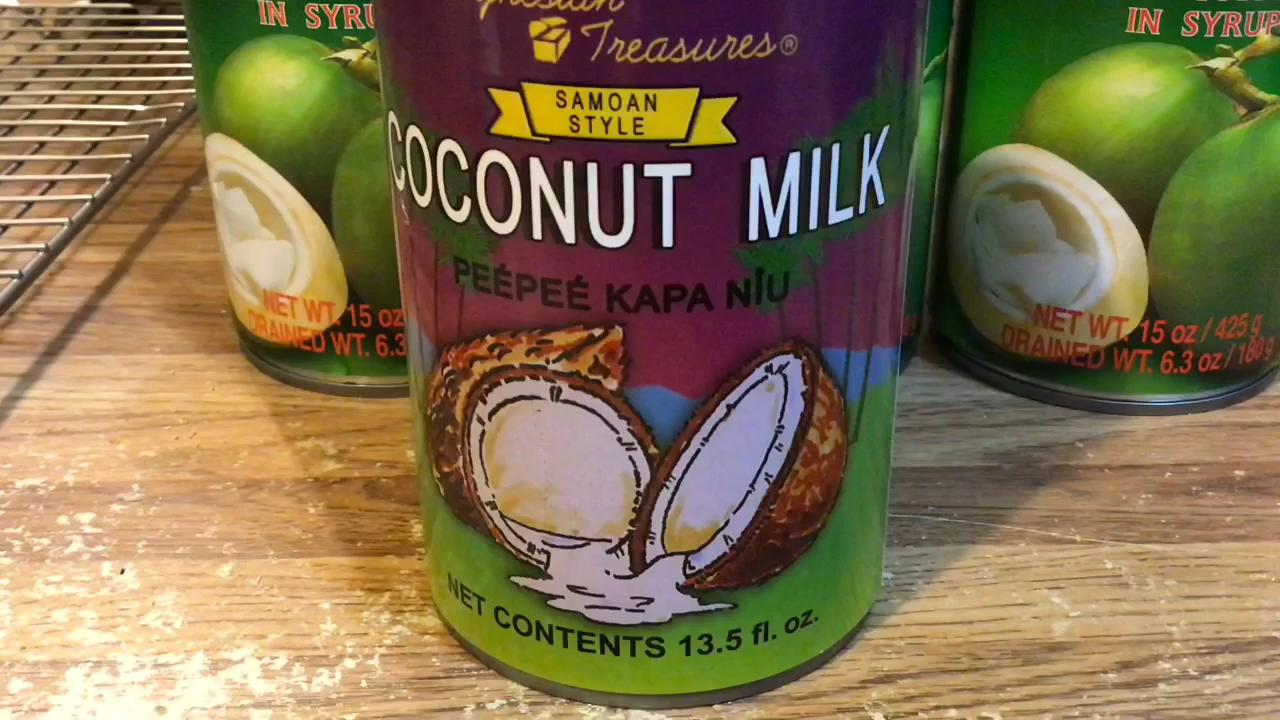 Treasures®
SAMOAN
STYLE
COCONUT MILK
PEÉPEÉ KAPA NÍU
NET CONTENTS 13.5 fl. oz.
IN SYRU
NET WT. 15 oz
DRAINED WT. 6.3
IN SYRUP
NET WT. 15 oz / 425 g
DRAINED WT. 6.3 oz / 180 g